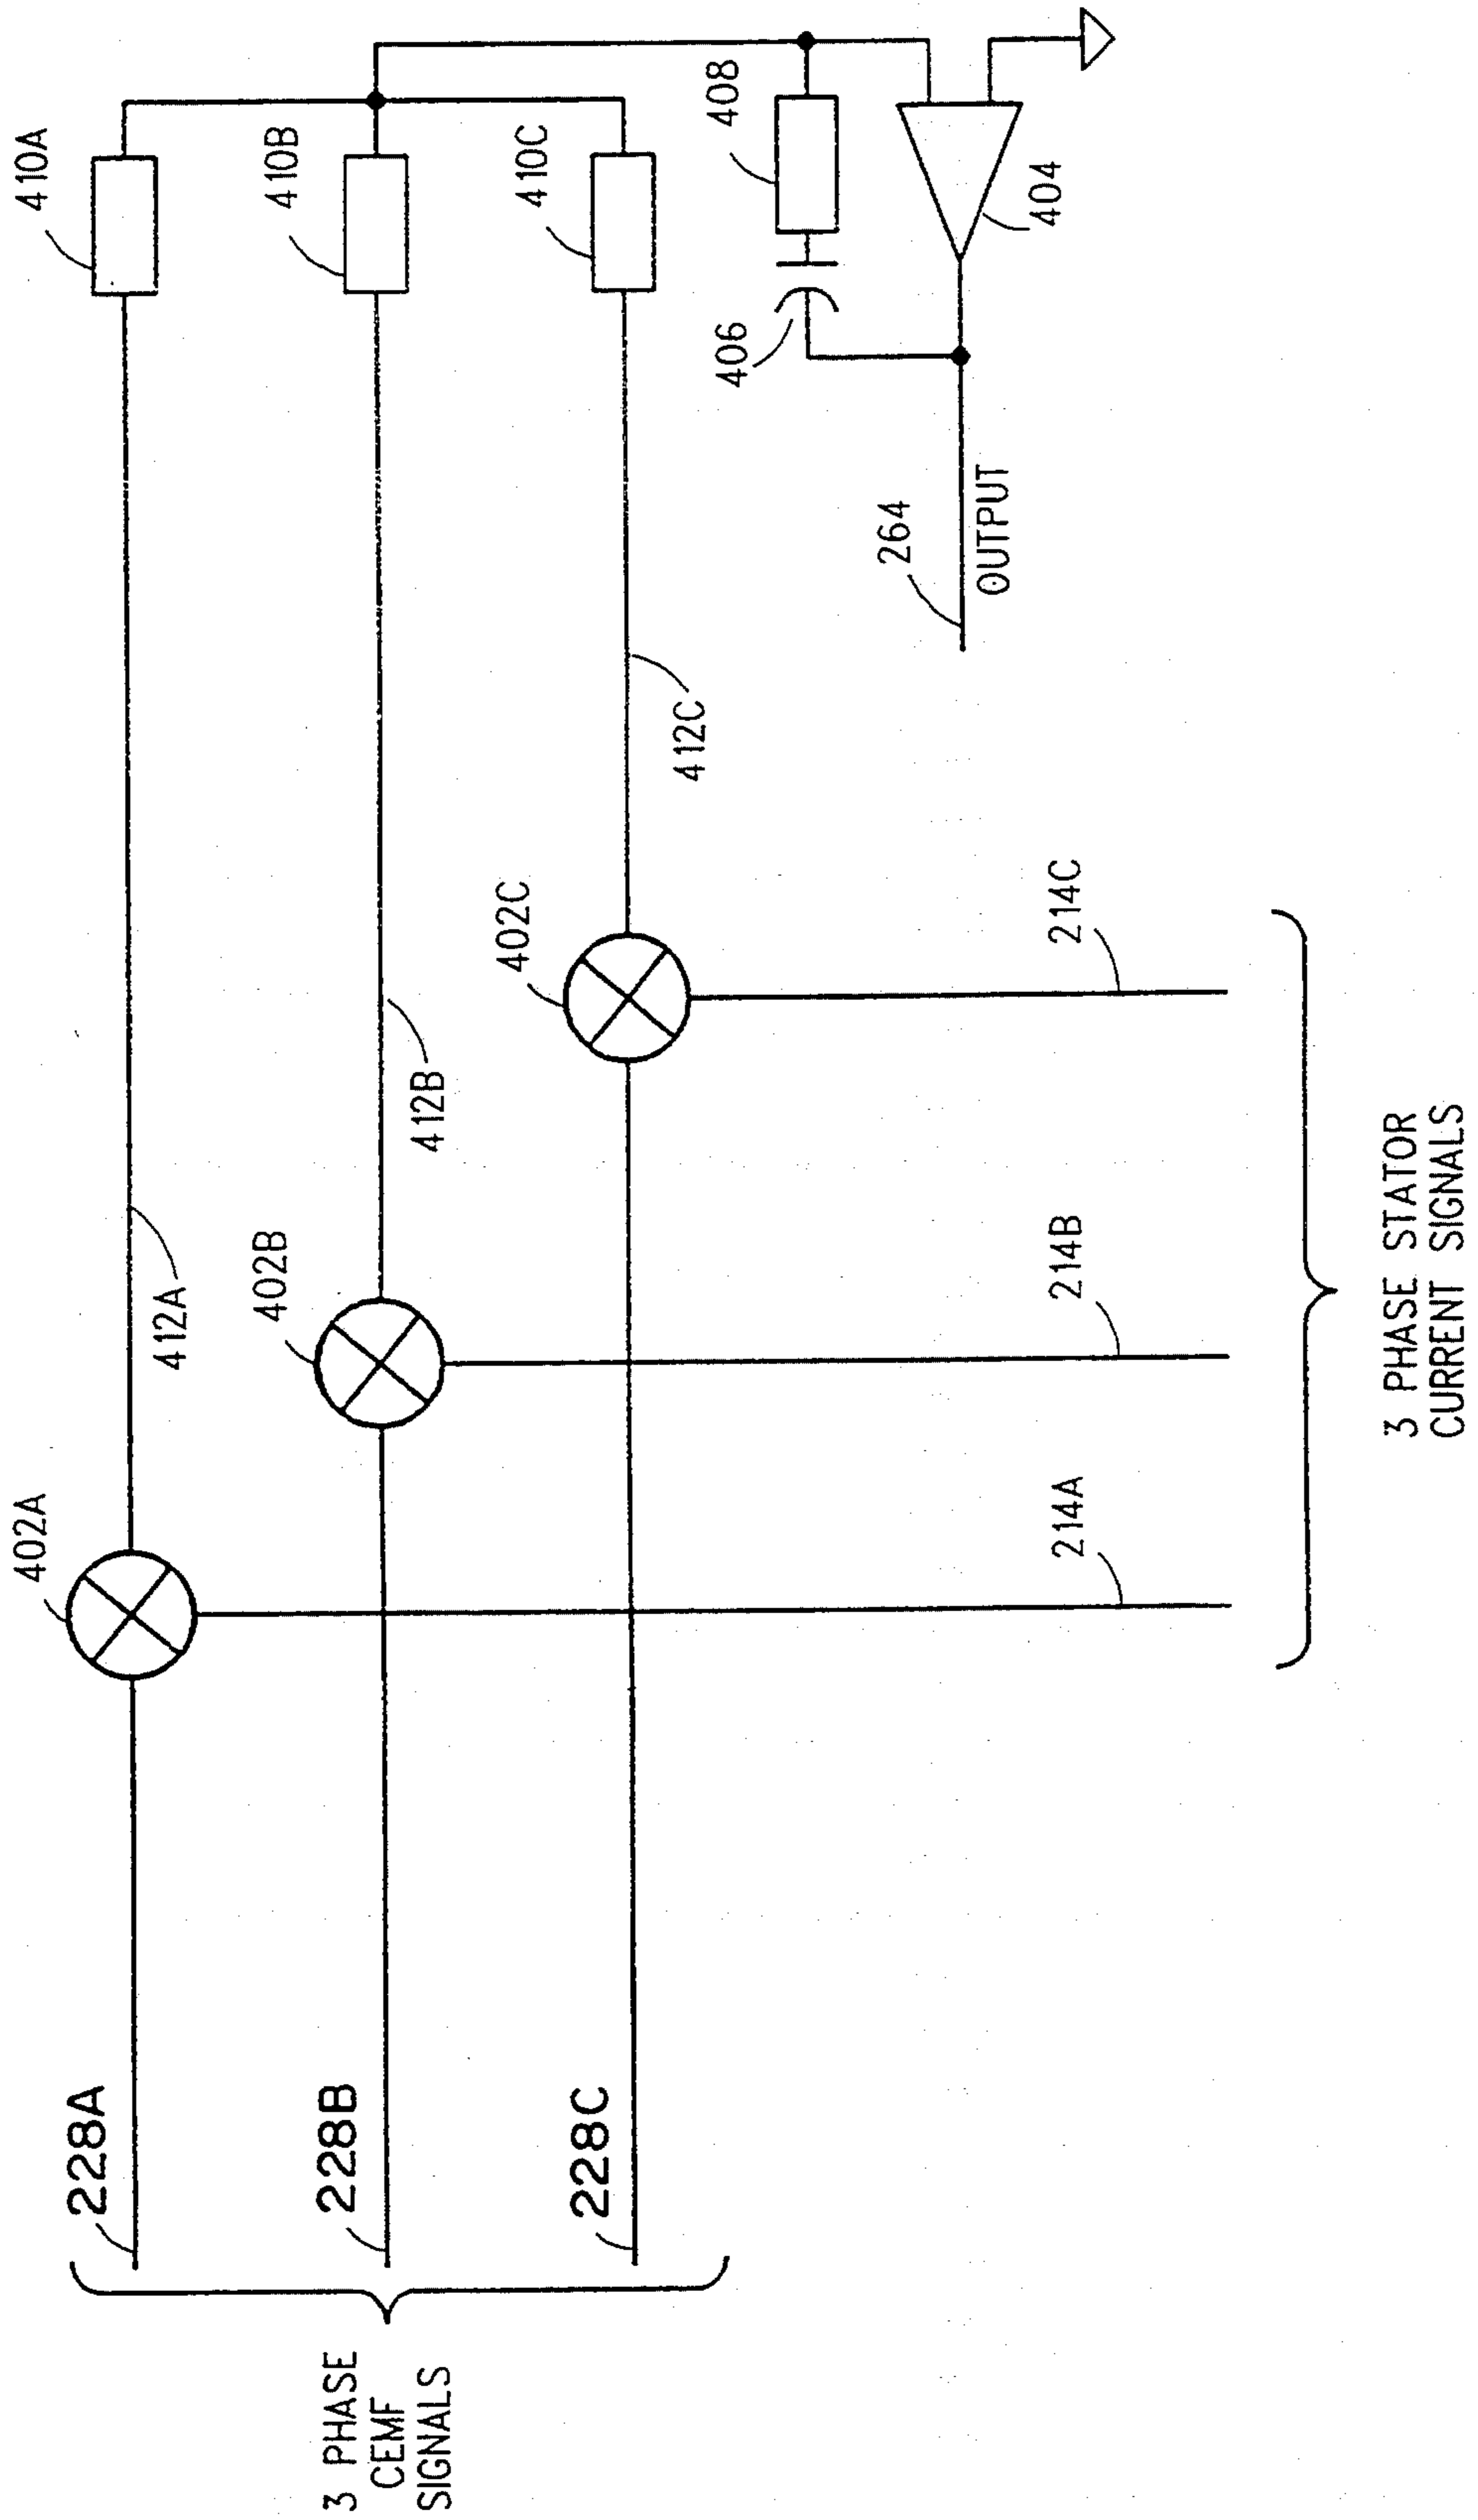 410A
410B
410C
408
404
406
264
OUTPUT
412C
402C
214C
412B
412A
402B
214B
402A
214A
3 PHASE STATOR
CURRENT SIGNALS
228A
228B
228C
3 PHASE
CEMF
SIGNALS